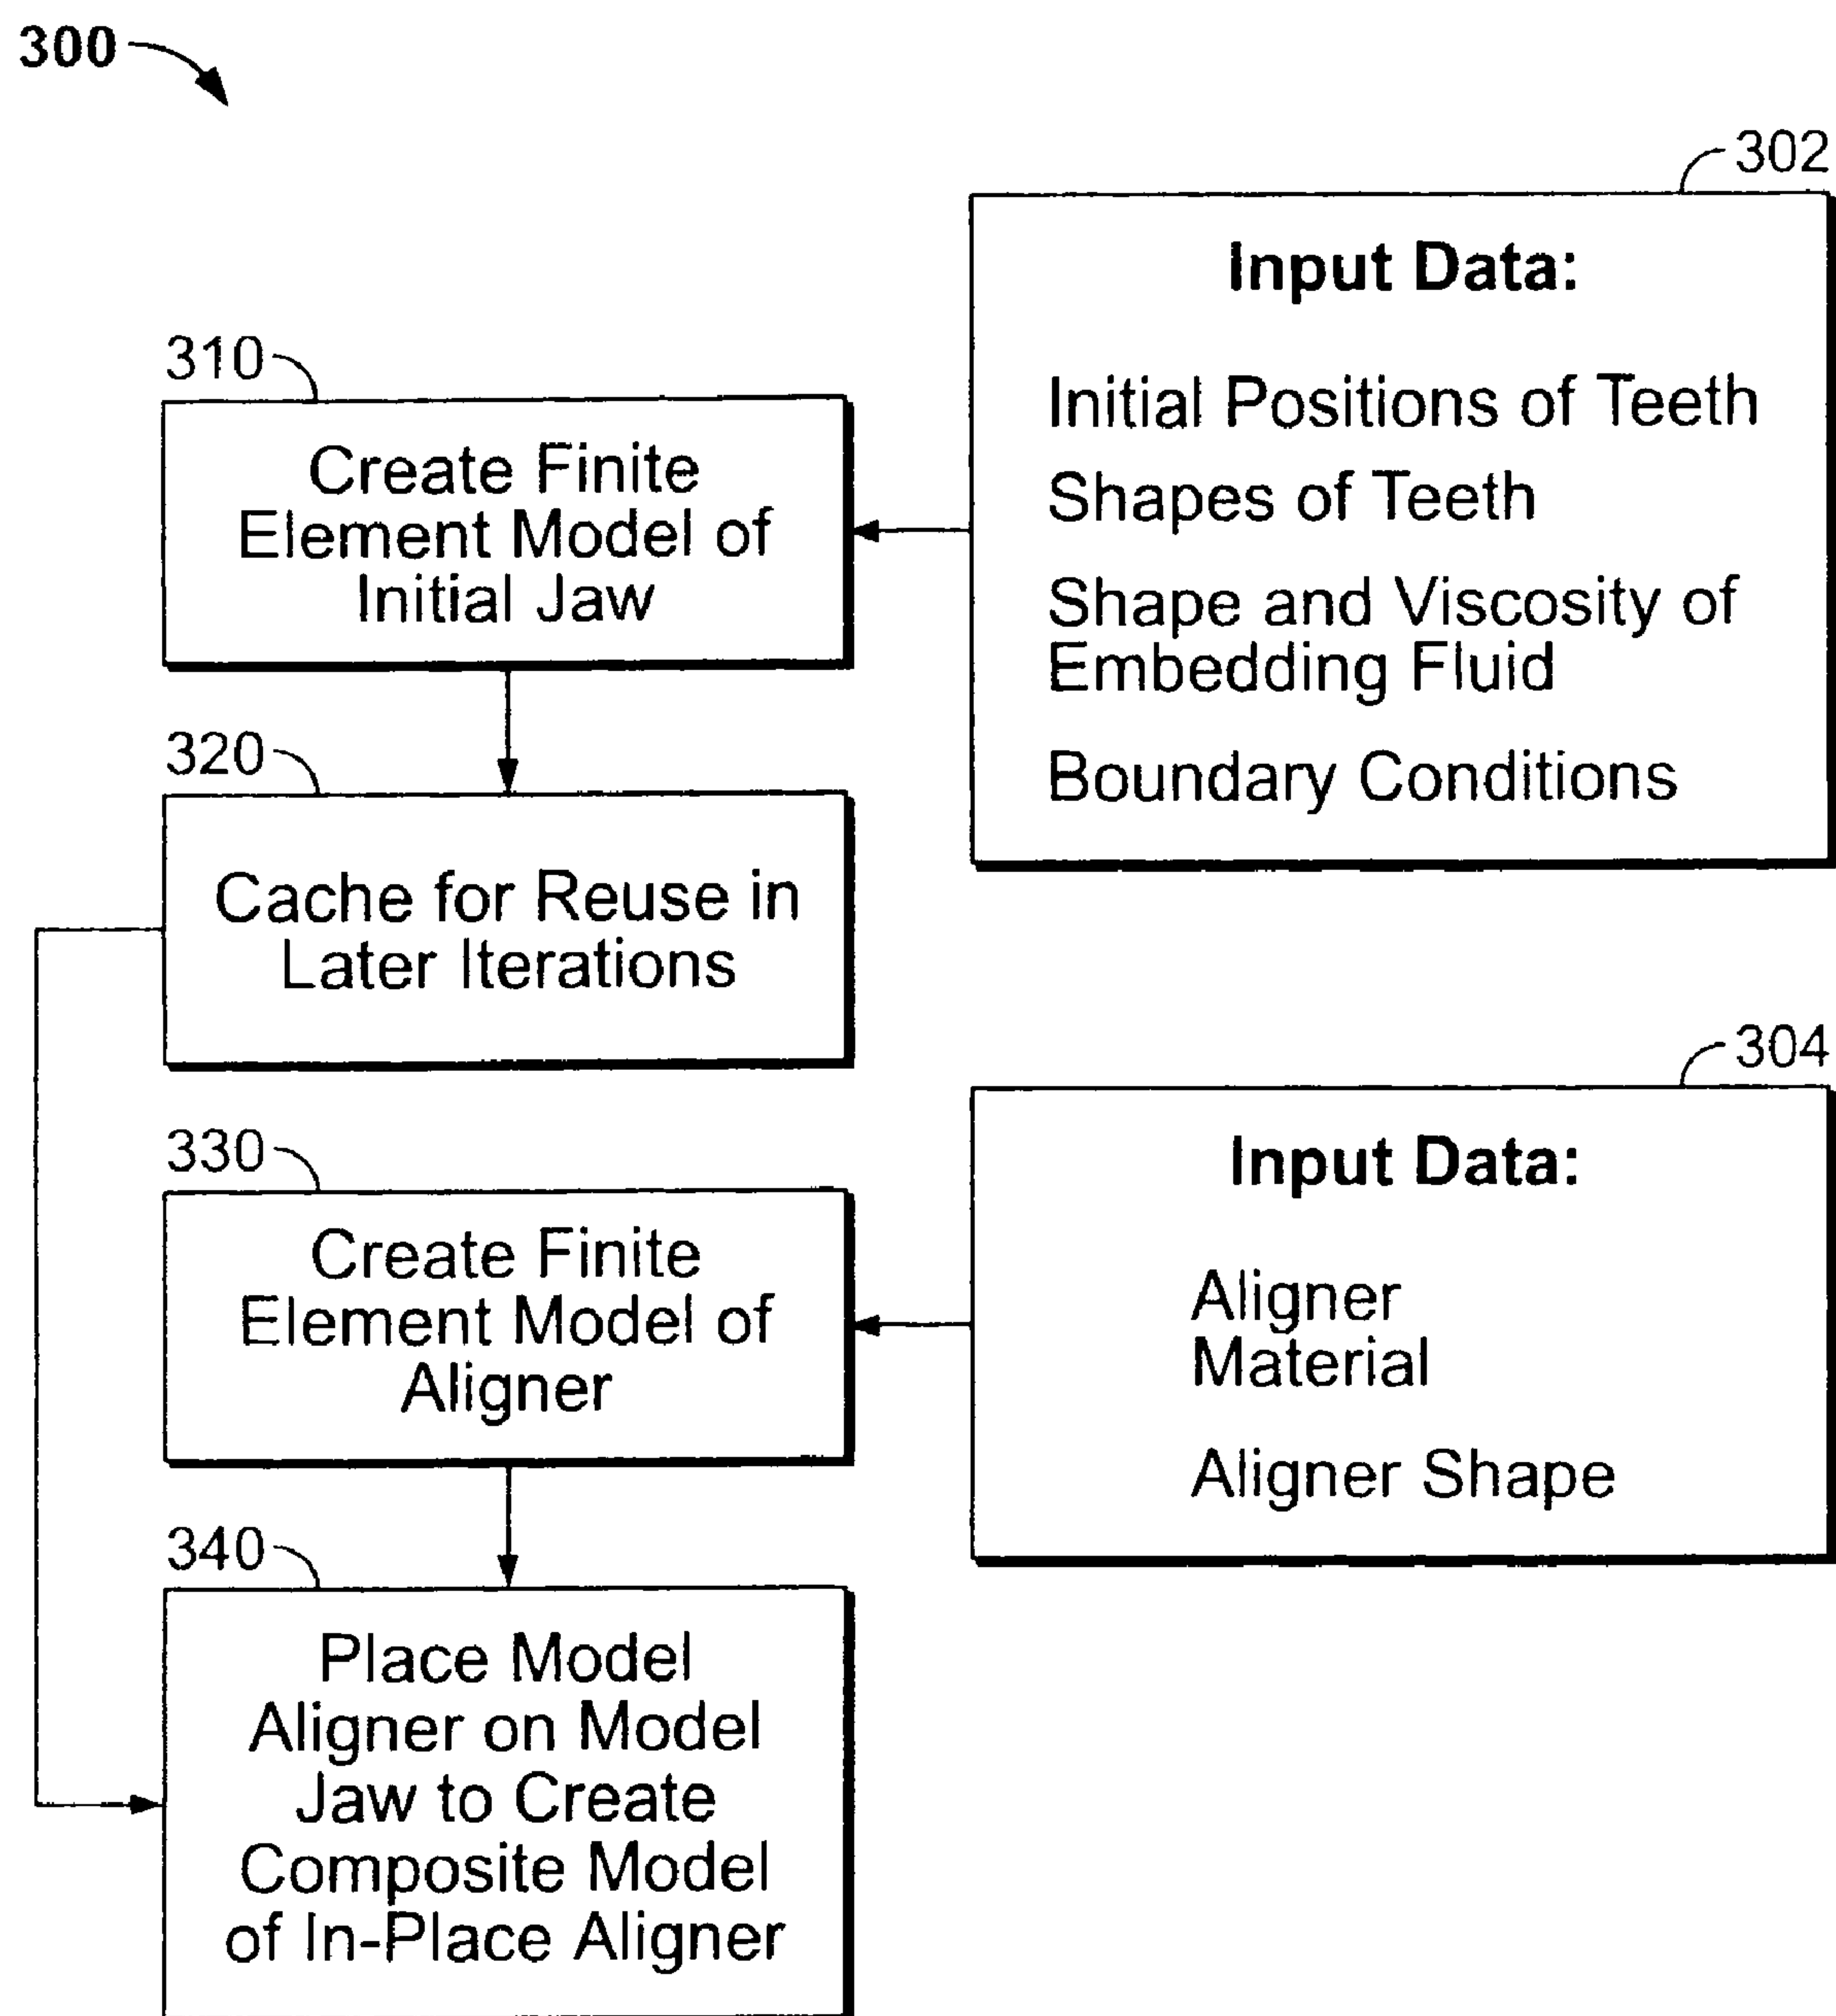 300
302
Input Data:
Initial Positions of Teeth
Shapes of Teeth
Shape and Viscosity of
Embedding Fluid
Boundary Conditions
310
Create Finite
Element Model of
Initial Jaw
320
Cache for Reuse in
Later Iterations
304
Input Data:
Aligner
Material
Aligner Shape
330
Create Finite
Element Model of
Aligner
340
Place Model
Aligner on Model
Jaw to Create
Composite Model
of In-Place Aligner